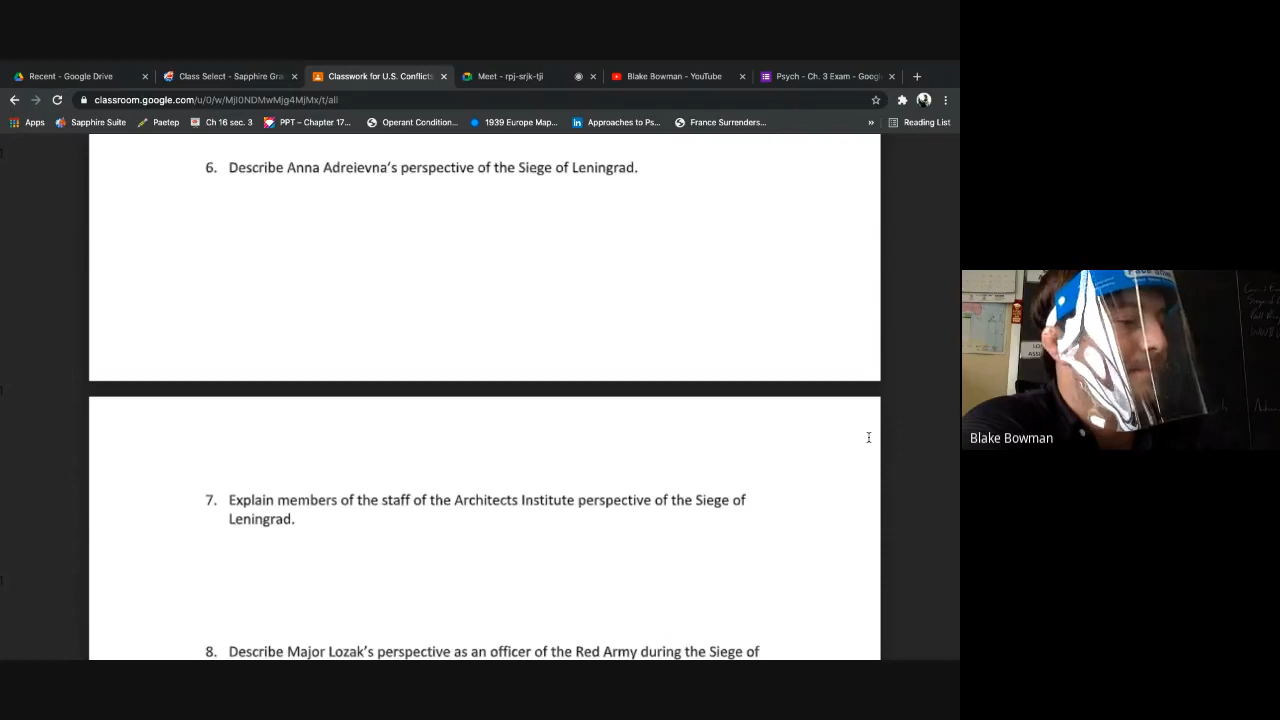 Recent - Google Drive
Class Select - Sapphire Gra
Classwork for U.S. Conflicts
Meet - rpj-srjk-tji
Blake Bowman - YouTube
Psych - Ch. 3 Exam - Googl
classroom.google.com/u/0/w/MjI0NDMwMjg4MjMx/t/all
Apps
Sapphire Suite
Paetep
Ch 16 sec. 3
PPT – Chapter 17...
Operant Condition...
1939 Europe Map...
Approaches to Ps...
France Surrenders...
»
Reading List
6. Describe Anna Adreievna's perspective of the Siege of Leningrad.
7. Explain members of the staff of the Architects Institute perspective of the Siege of
Leningrad.
8. Describe Major Lozak's perspective as an officer of the Red Army during the Siege of
Blake Bowman